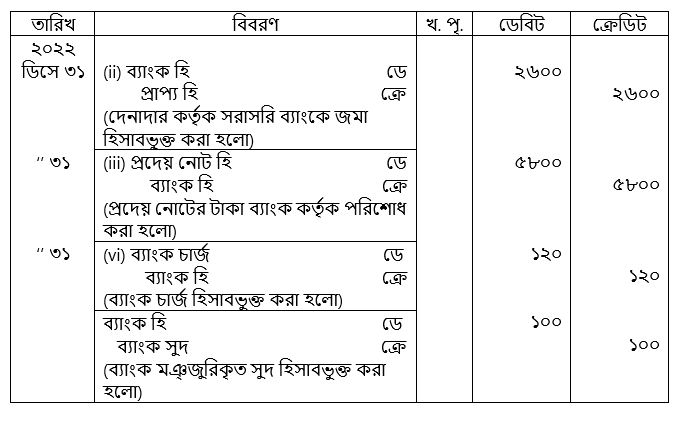 তারিখ বিবরণ খ. পৃ. ডেবিট ক্রেডিট
২০২২
ডিসে ৩১ (ii) ব্যাংক হি ডে ২৬০০
প্রাপ্য হি ক্রে ২৬০০
(দেনাদার কর্তৃক সরাসরি ব্যাংকে জমা
হিসাবভুক্ত করা হলো)
" ৩১ (iii) প্রদেয় নোট হি ডে ৫৮০০
ব্যাংক হি ক্রে ৫৮০০
(প্রদেয় নোটের টাকা ব্যাংক কর্তৃক পরিশোধ
করা হলো)
" ৩১ (vi) ব্যাংক চার্জ ডে ১২০
ব্যাংক হি ক্রে ১২০
(ব্যাংক চার্জ হিসাবভুক্ত করা হলো)
ব্যাংক হি ডে ১০০
ব্যাংক সুদ ক্রে ১০০
(ব্যাংক মঞ্জুরিকৃত সুদ হিসাবভুক্ত করা
হলো)